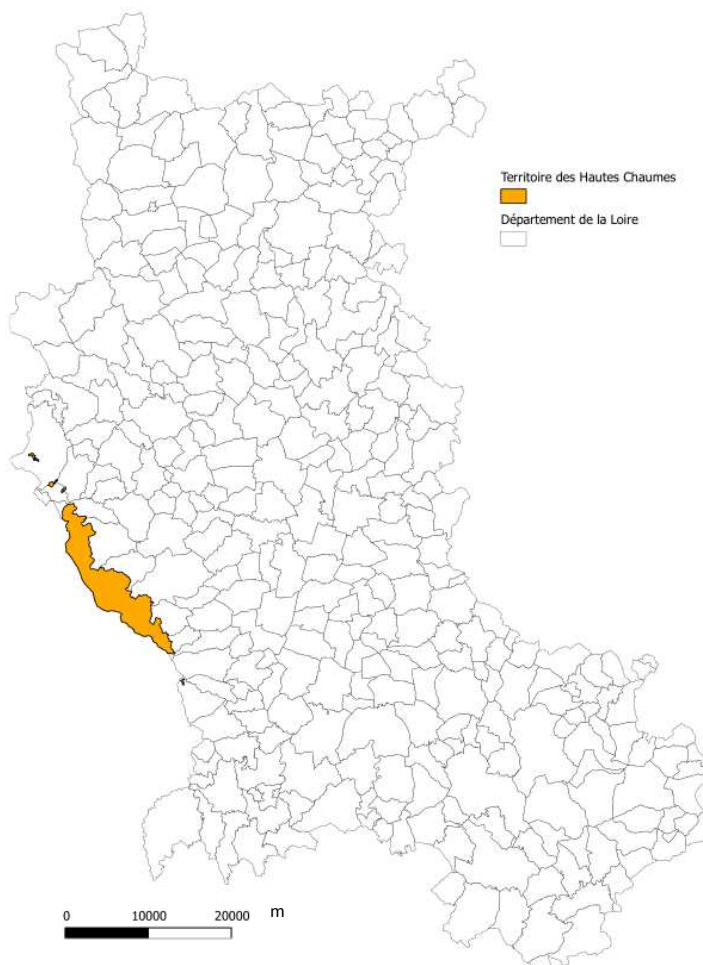 Territoire des Hautes Chaumes
Département de la Loire
0 10000 20000 m